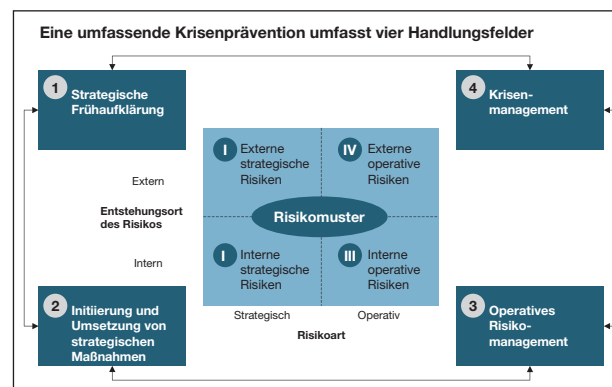 Eine umfassende Krisenprävention umfasst vier Handlungsfelder
1 Strategische
Frühaufklärung
4 Krisen-
management
I Externe
strategische
Risiken
IV Externe
operative
Risiken
Extern
Entstehungsort
des Risikos
Risikomuster
Intern
I Interne
strategische
Risiken
III Interne
operative
Risiken
2 Initiierung und
Umsetzung von
strategischen
Maßnahmen
3 Operatives
Risiko-
management
Strategisch
Operativ
Risikoart